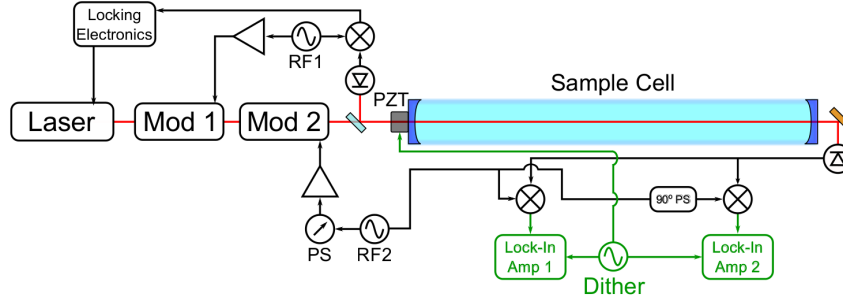 Locking
Electronics
RF1
PZT
Sample Cell
Laser
Mod 1
Mod 2
90º PS
PS
RF2
Lock-In
Amp 1
Lock-In
Amp 2
Dither